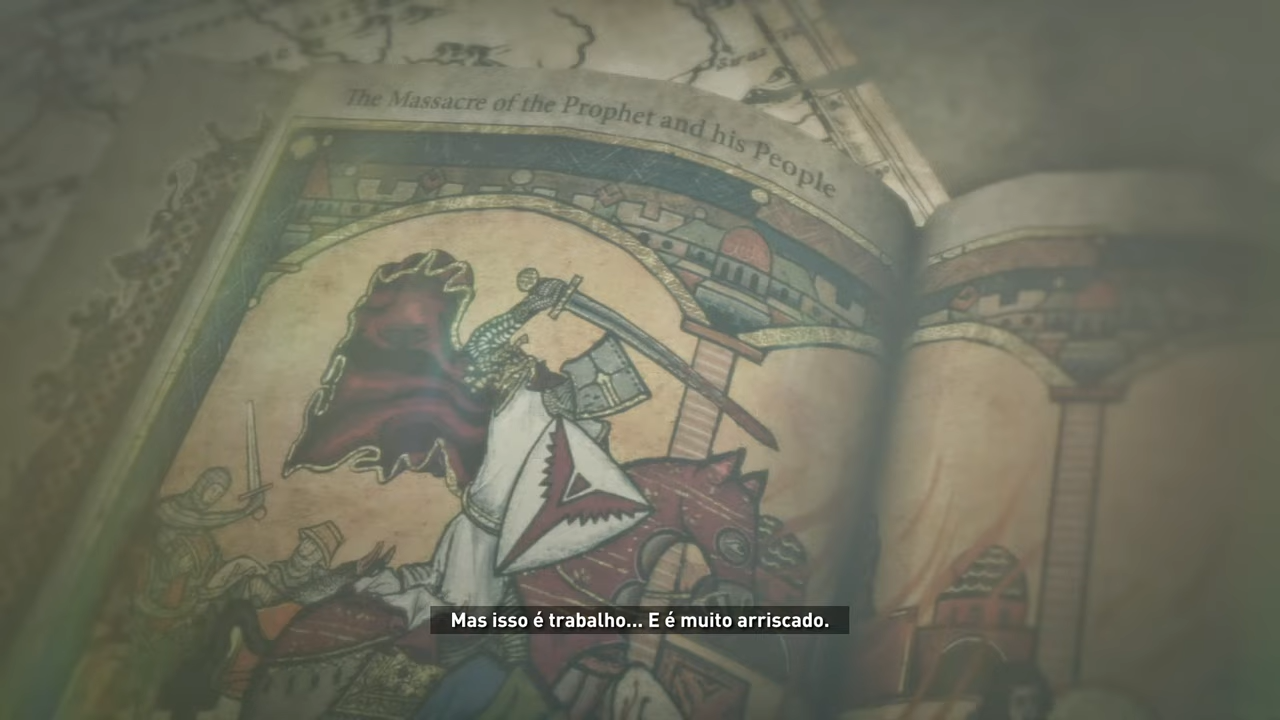 The Massacre of the Prophet and his People
Mas isso é trabalho... E é muito arriscado.